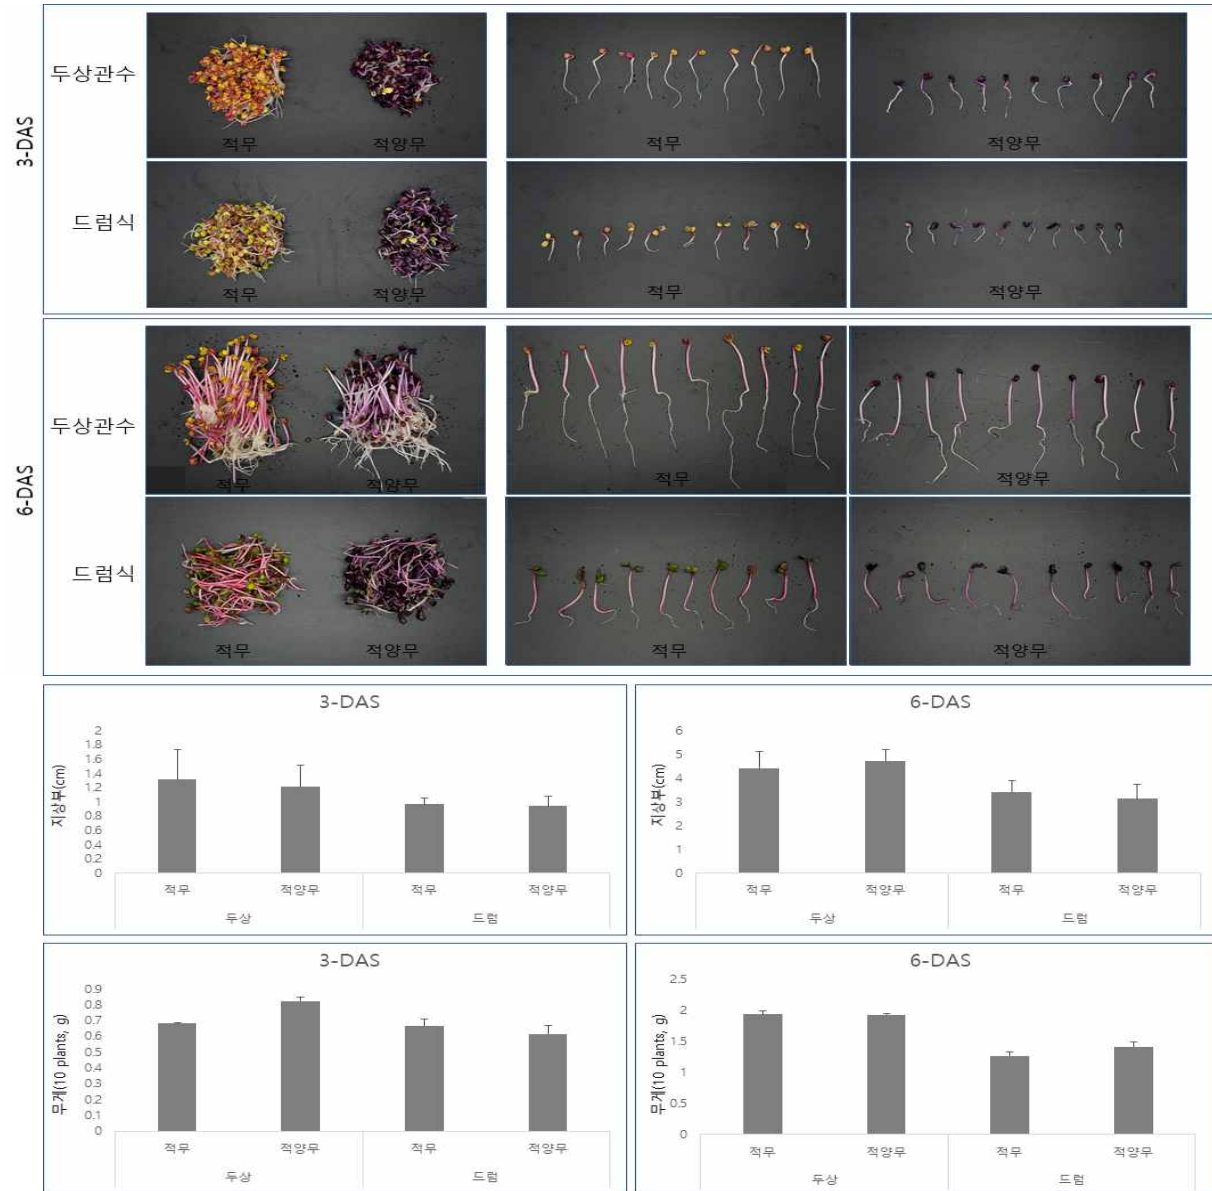 3-DAS
두상관수
적무
적양무
적무
적양무
드럼식
적무
적양무
적무
적양무
6-DAS
두상관수
적무
적양무
적무
적양무
드럼식
적무
적양무
적무
적양무
3-DAS
지상부(cm)
2
1.8
1.6
1.4
1.2
1
0.8
0.6
0.4
0.2
0
적무 적양무 적무 적양무
두상 드럼
6-DAS
지상부(cm)
6
5
4
3
2
1
0
적무 적양무 적무 적양무
두상 드럼
3-DAS
무게(10 plants, g)
0.9
0.8
0.7
0.6
0.5
0.4
0.3
0.2
0.1
0
적무 적양무 적무 적양무
두상 드럼
6-DAS
무게(10 plants, g)
2.5
2
1.5
1
0.5
0
적무 적양무 적무 적양무
두상 드럼